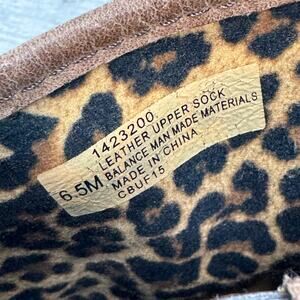 1423200
LEATHER UPPER SOCK
6.5M BALANCE MAN MADE MATERIALS
MADE IN CHINA
CBUF15